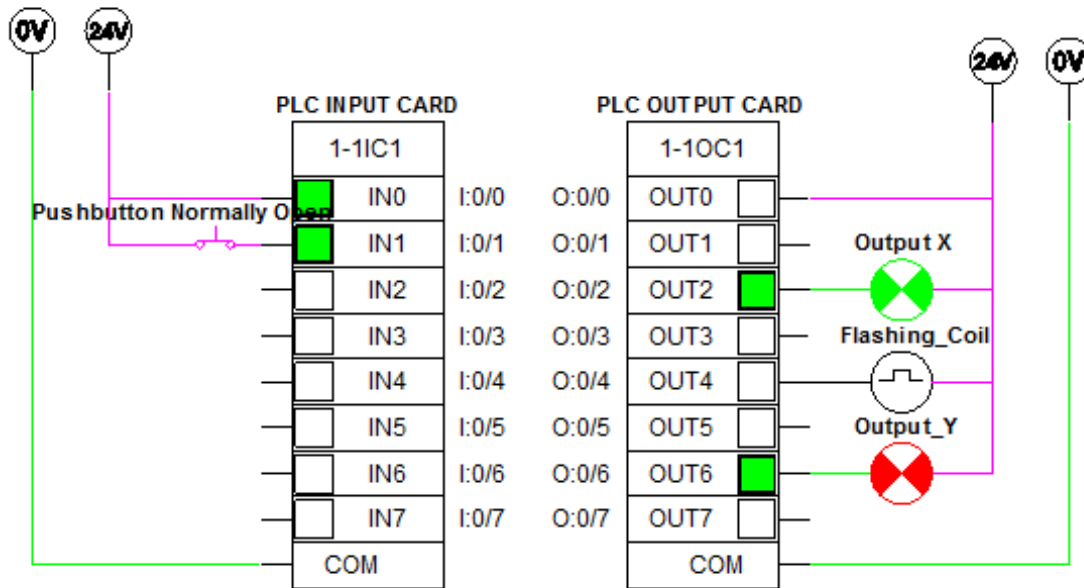 0V 24V
24V 0V
PLC INPUT CARD PLC OUTPUT CARD
1-1IC1 1-1OC1
IN0 I:0/0 O:0/0 OUT0
Pushbutton Normally Open
IN1 I:0/1 O:0/1 OUT1
Output X
IN2 I:0/2 O:0/2 OUT2
IN3 I:0/3 O:0/3 OUT3
Flashing_Coil
IN4 I:0/4 O:0/4 OUT4
IN5 I:0/5 O:0/5 OUT5
Output_Y
IN6 I:0/6 O:0/6 OUT6
IN7 I:0/7 O:0/7 OUT7
COM COM